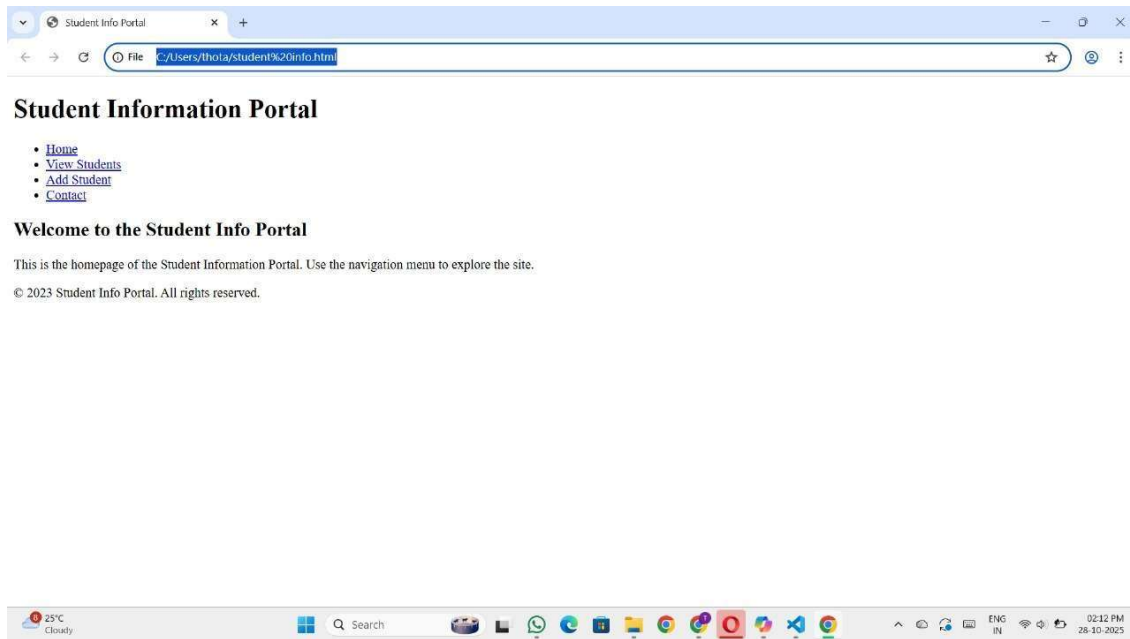 Student Info Portal
File C:/Users/thota/student%20info.html
Student Information Portal
Home
View Students
Add Student
Contact
Welcome to the Student Info Portal
This is the homepage of the Student Information Portal. Use the navigation menu to explore the site.
© 2023 Student Info Portal. All rights reserved.
25°C
Cloudy
Search
ENG
IN
02:12 PM
28-10-2025